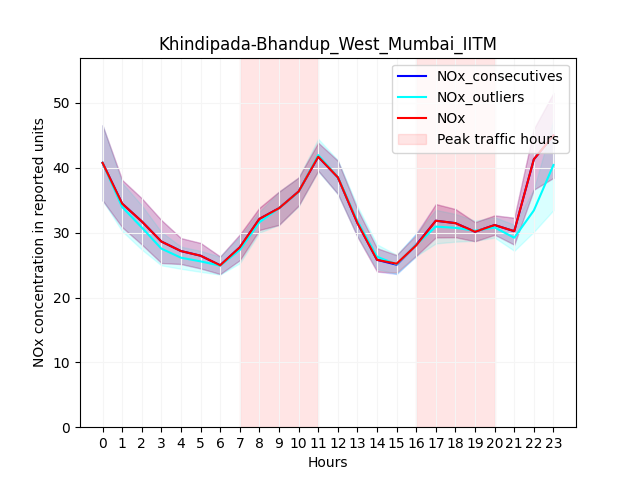 Khindipada-Bhandup_West_Mumbai_IITM
NOx_consecutives
NOx_outliers
NOx
Peak traffic hours
NOx concentration in reported units
50
40
30
20
10
0
0 1 2 3 4 5 6 7 8 9 10 11 12 13 14 15 16 17 18 19 20 21 22 23
Hours